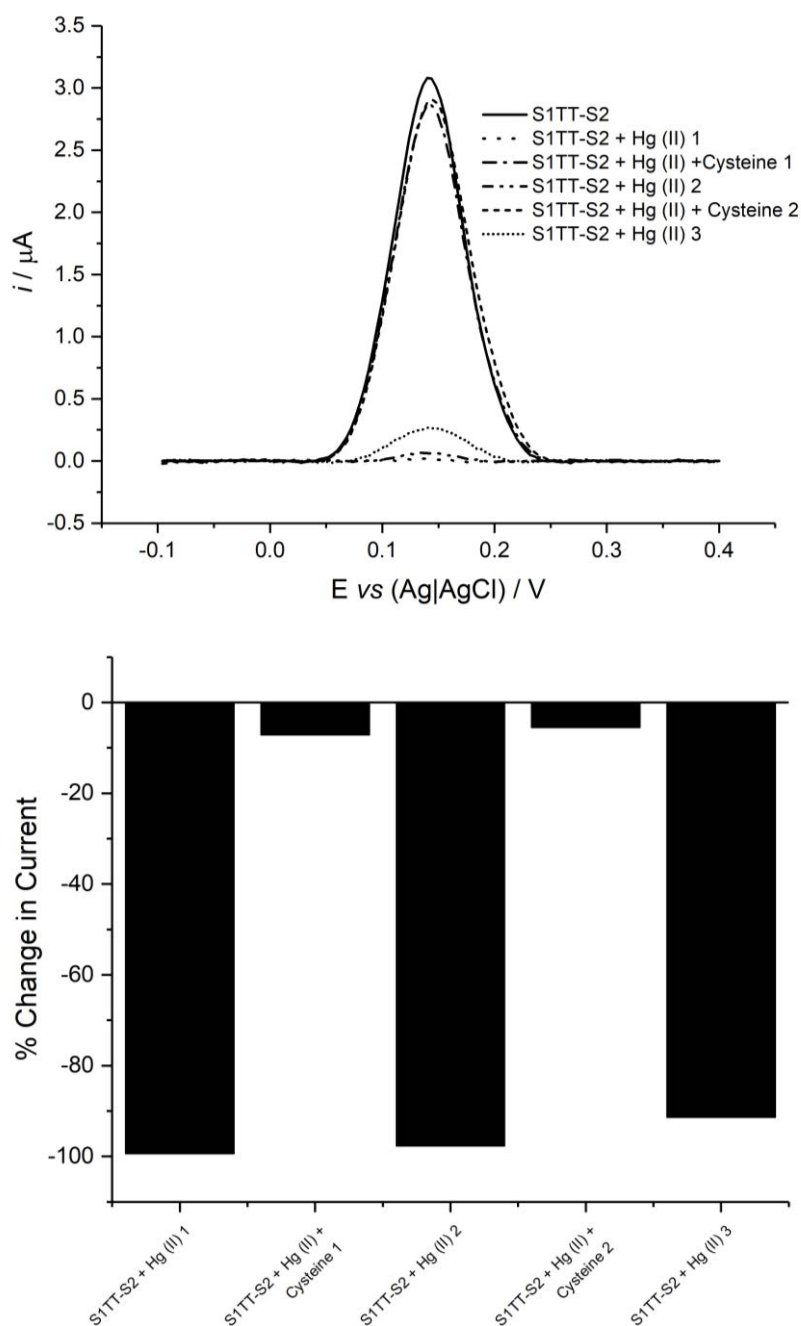 3.5
3.0
2.5
2.0
1.5
1.0
0.5
0.0
-0.5
i / μA
S1TT-S2
S1TT-S2 + Hg (II) 1
S1TT-S2 + Hg (II) +Cysteine 1
S1TT-S2 + Hg (II) 2
S1TT-S2 + Hg (II) + Cysteine 2
S1TT-S2 + Hg (II) 3
-0.1 0.0 0.1 0.2 0.3 0.4
E vs (Ag|AgCl) / V
0
-20
-40
-60
-80
-100
% Change in Current
S1TT-S2 + Hg (II) 1
S1TT-S2 + Hg (II) +
Cysteine 1
S1TT-S2 + Hg (II) 2
S1TT-S2 + Hg (II) +
Cysteine 2
S1TT-S2 + Hg (II) 3